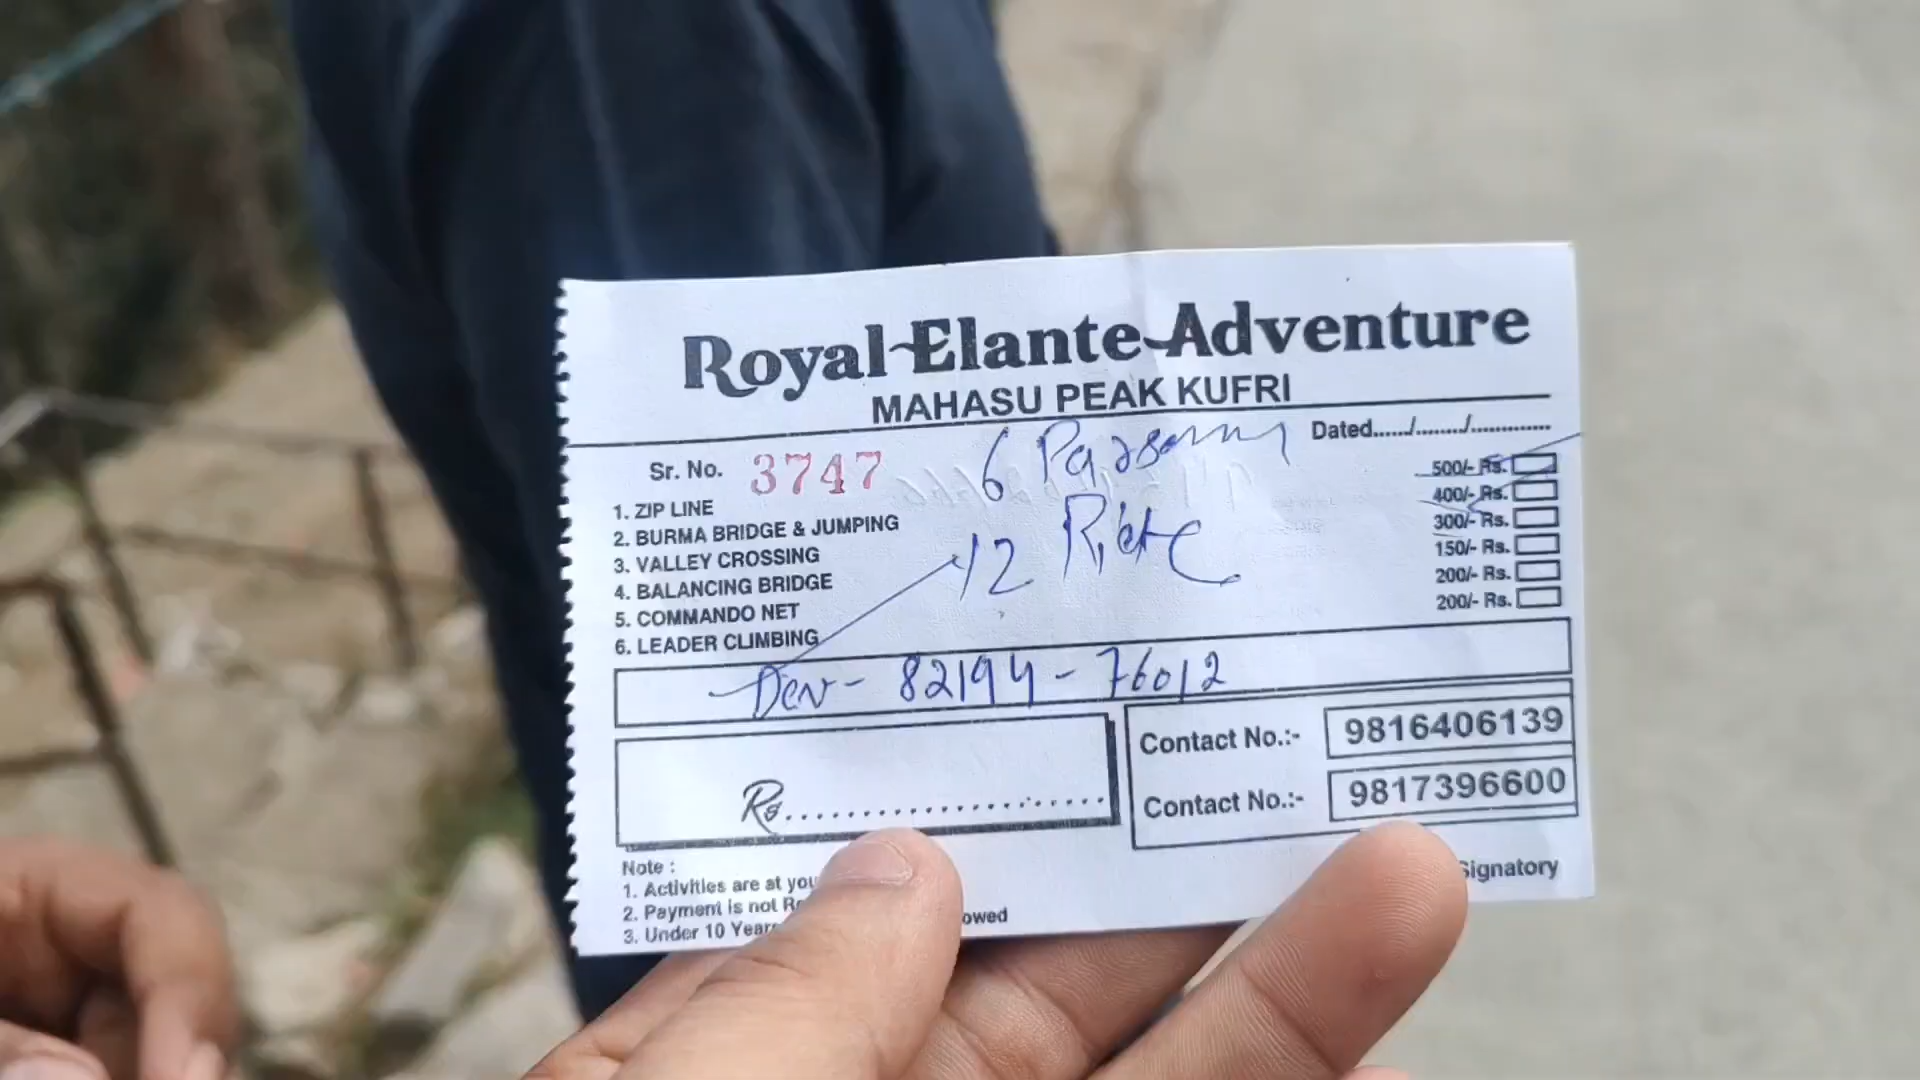 Royal Elante Adventure
MAHASU PEAK KUFRI
Dated....../......../.............
Sr. No. 3747
6 Parsom
12 Ride
1. ZIP LINE 500/- Rs.
2. BURMA BRIDGE & JUMPING 400/- Rs.
3. VALLEY CROSSING 300/- Rs.
4. BALANCING BRIDGE 150/- Rs.
5. COMMANDO NET 200/- Rs.
6. LEADER CLIMBING 200/- Rs.
Dev - 82194 - 76012
Rs...............................
Contact No.:- 9816406139
Contact No.:- 9817396600
Note :
1. Activities are at you
2. Payment is not
3. Under 10 Year
Signatory